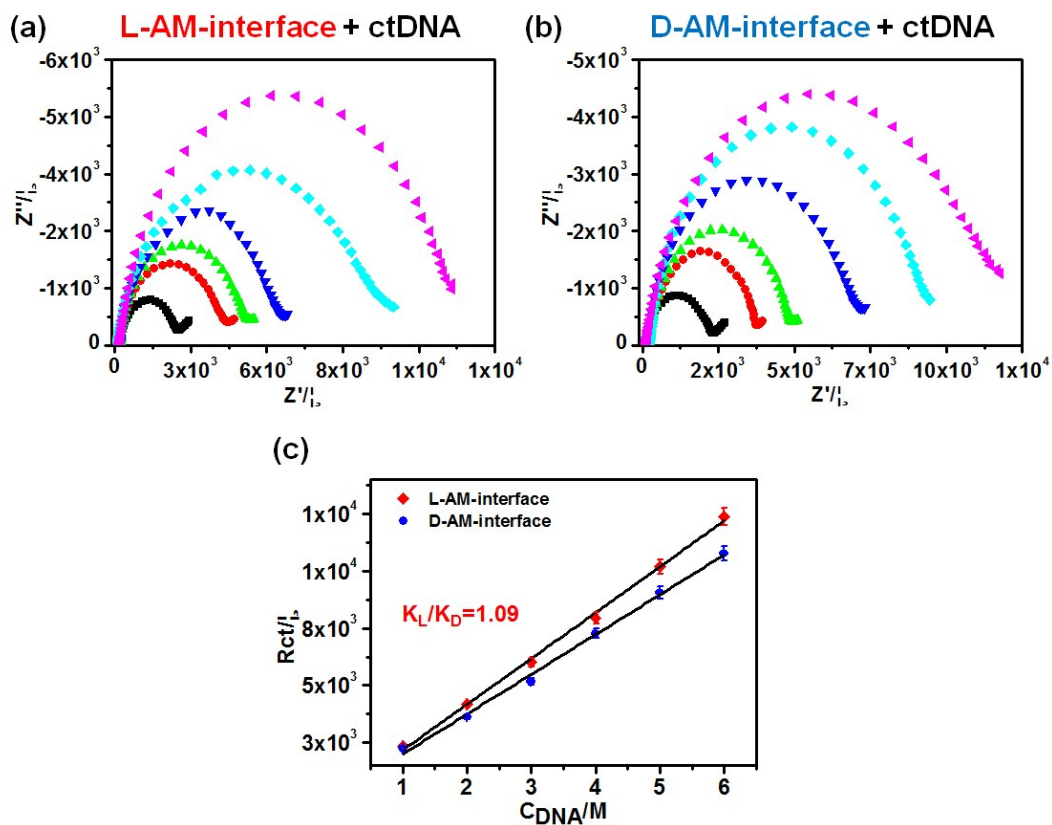 (a) L-AM-interface + ctDNA
-6x10³
-5x10³
-4x10³
-3x10³
-2x10³
-1x10³
0
Z''/
0 3x10³ 6x10³ 8x10³ 1x10⁴ 1x10⁴
Z'/
(b) D-AM-interface + ctDNA
-5x10³
-4x10³
-3x10³
-2x10³
-1x10³
0
Z''/
0 2x10³ 5x10³ 7x10³ 10x10³ 1x10⁴
Z'/
(c)
L-AM-interface
D-AM-interface
K_L/K_D=1.09
1x10⁴
1x10⁴
8x10³
5x10³
3x10³
Rct/
1 2 3 4 5 6
C_DNA/M